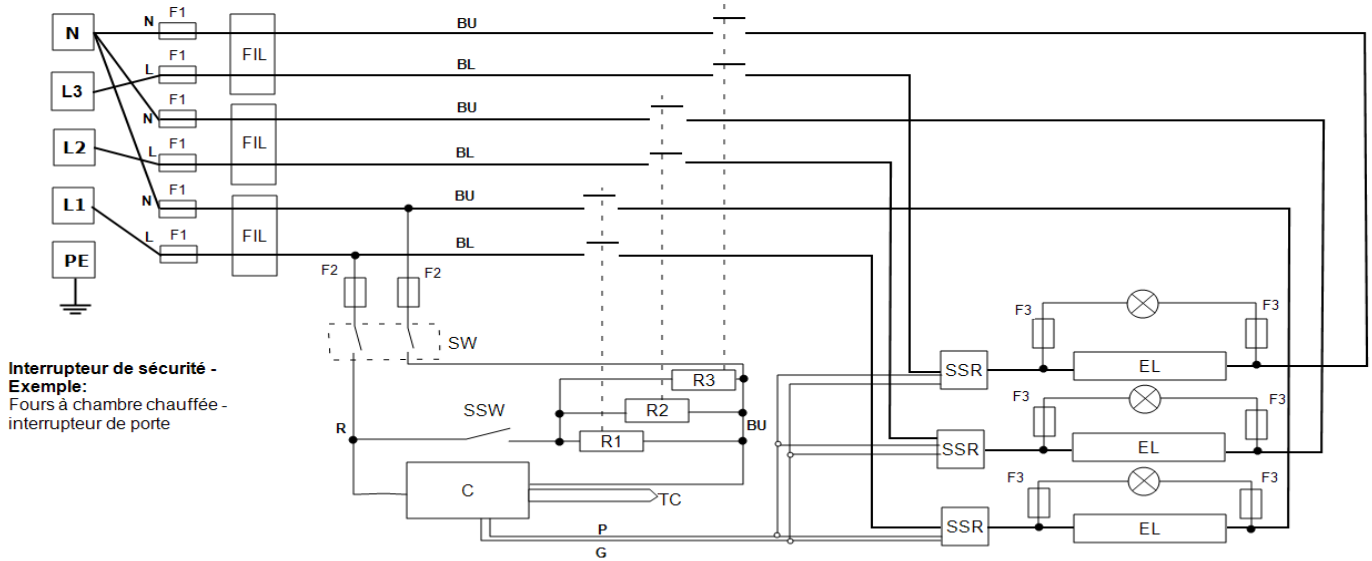 N
N
F1
FIL
BU
L3
L
F1
BL
N
F1
FIL
BU
L2
L
F1
BL
L1
N
F1
FIL
BU
L
F1
BL
PE
F2
F2
SW
F3
F3
SSR
EL
Interrupteur de sécurité -
Exemple:
Fours à chambre chauffée -
interrupteur de porte
R3
R2
SSW
R1
BU
R
F3
F3
SSR
EL
C
TC
F3
F3
SSR
EL
P
G